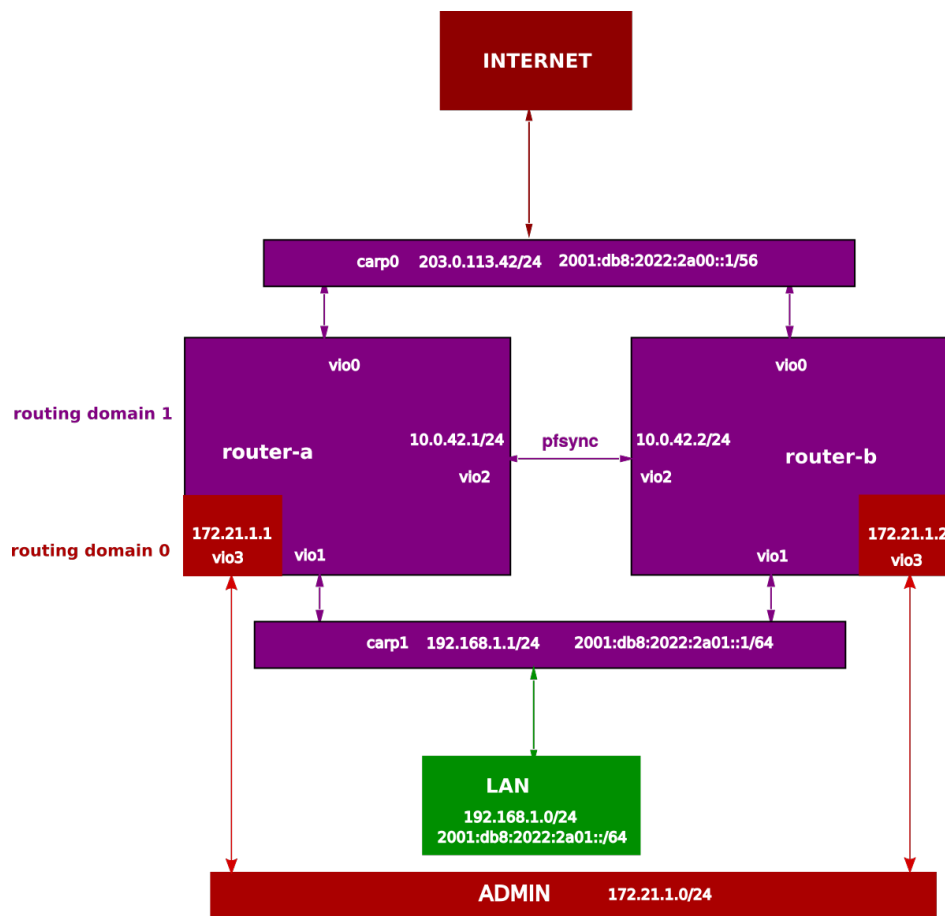 INTERNET
carp0 203.0.113.42/24 2001:db8:2022:2a00::1/56
vio0
vio0
routing domain 1
10.0.42.1/24
pfsync
10.0.42.2/24
router-a
router-b
vio2
vio2
172.21.1.1
172.21.1.2
routing domain 0
vio3
vio1
vio1
vio3
carp1 192.168.1.1/24 2001:db8:2022:2a01::1/64
LAN
192.168.1.0/24
2001:db8:2022:2a01::/64
ADMIN 172.21.1.0/24